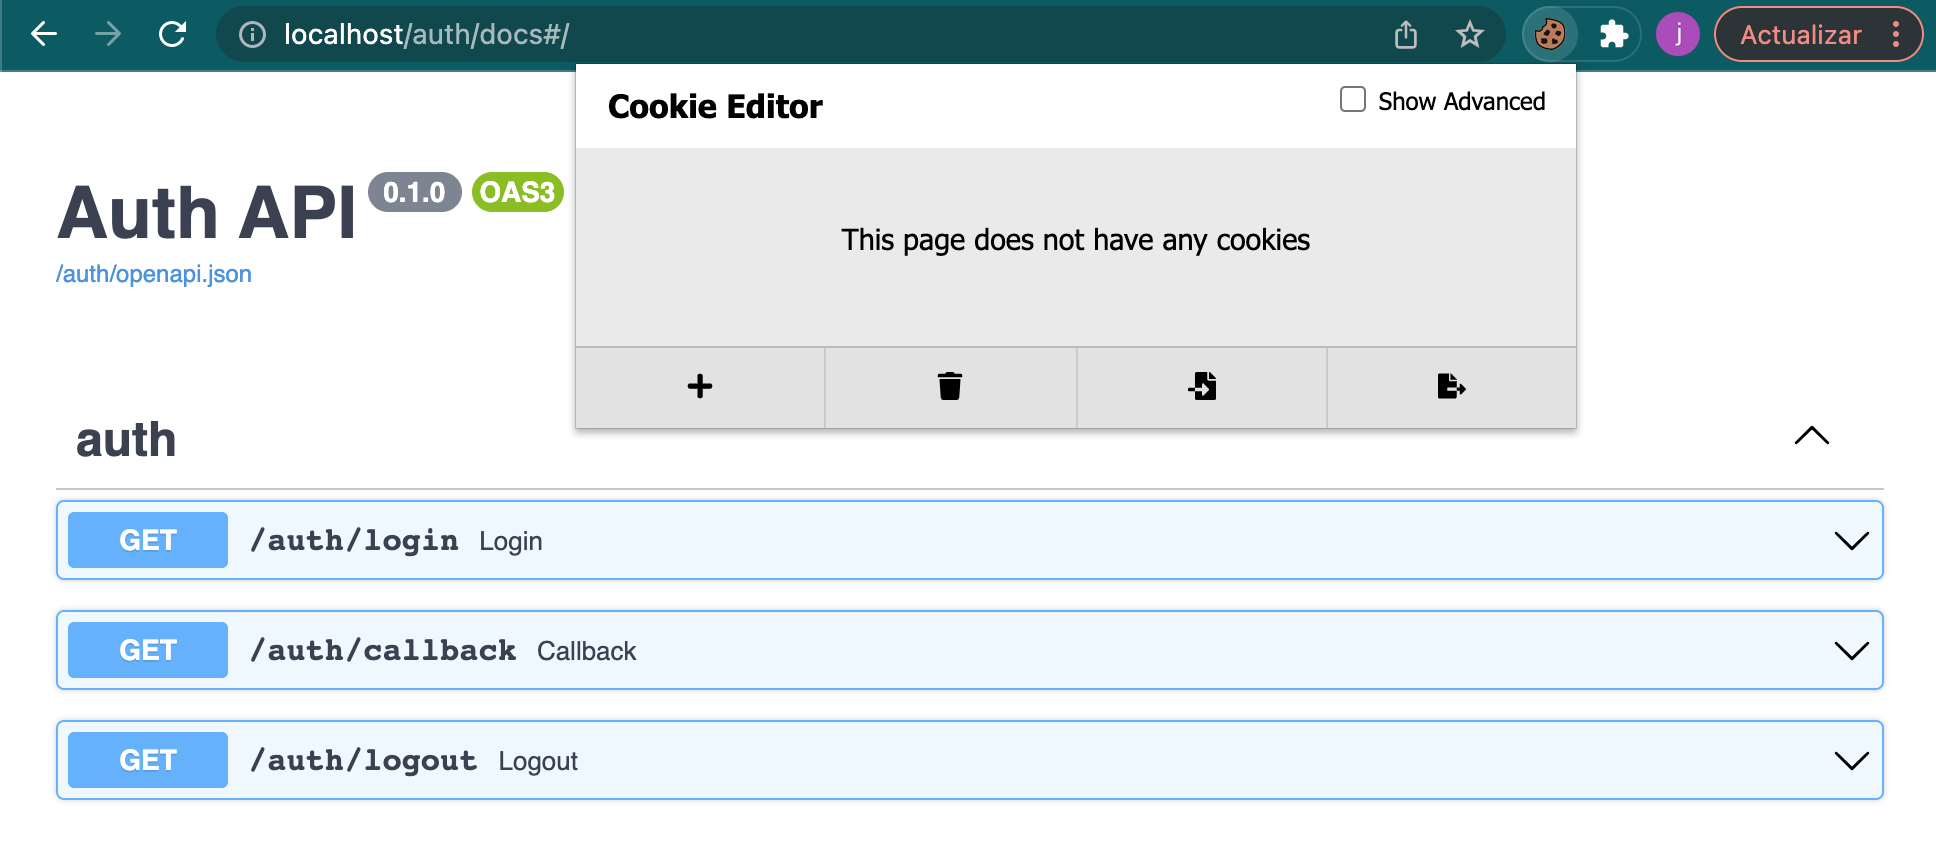 localhost/auth/docs#/
j
Actualizar
Cookie Editor
Show Advanced
This page does not have any cookies
Auth API 0.1.0 OAS3
/auth/openapi.json
auth
GET /auth/login Login
GET /auth/callback Callback
GET /auth/logout Logout